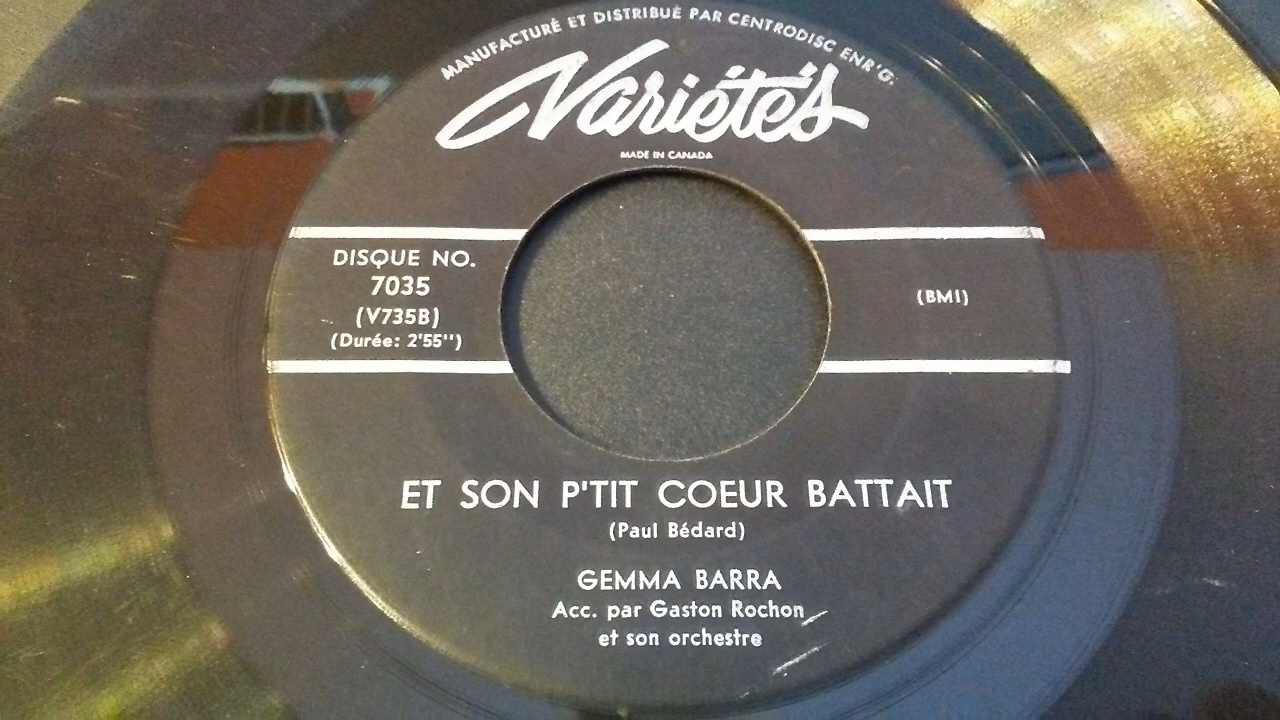 MANUFACTURÉ ET DISTRIBUÉ PAR CENTRODISC ENR'G.
Variétés
MADE IN CANADA
DISQUE NO.
7035
(V735B)
(Durée: 2'55'')
(BMI)
ET SON P'TIT COEUR BATTAIT
(Paul Bédard)
GEMMA BARRA
Acc. par Gaston Rochon
et son orchestre